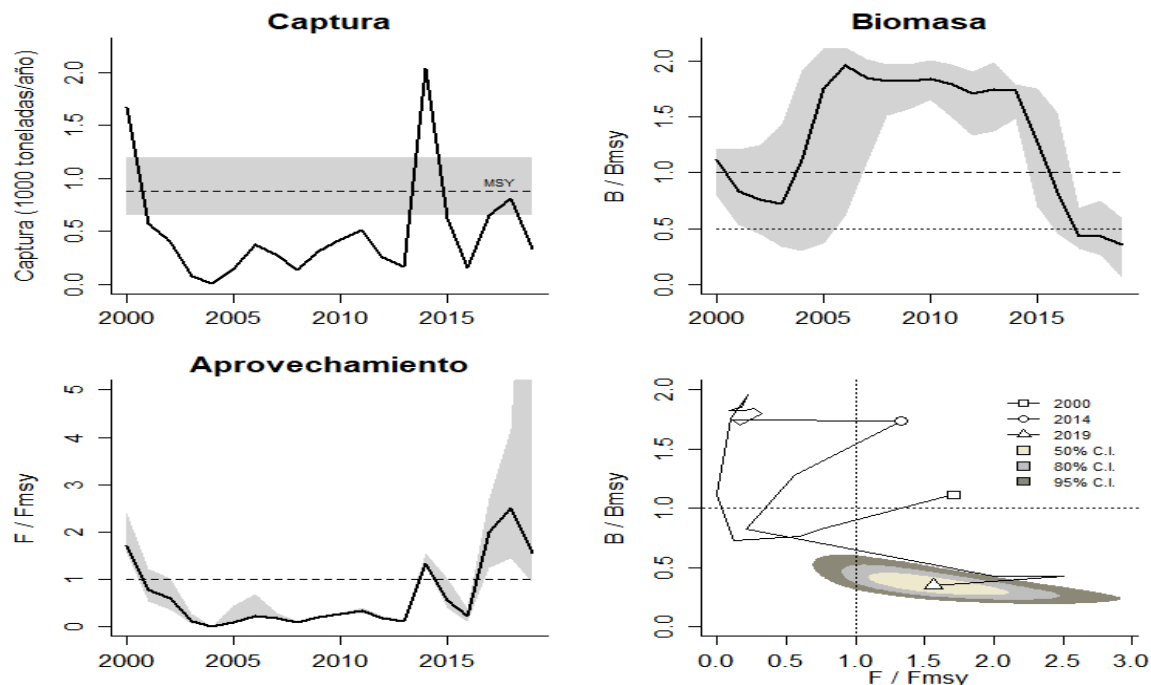 Captura
Captura (1000 toneladas/año)
2.0
1.5
1.0
0.5
0.0
MSY
2000 2005 2010 2015
Biomasa
B / Bmsy
2.0
1.5
1.0
0.5
0.0
2000 2005 2010 2015
Aprovechamiento
F / Fmsy
5
4
3
2
1
0
2000 2005 2010 2015
B / Bmsy
2.0
1.5
1.0
0.5
0.0
2000
2014
2019
50% C.I.
80% C.I.
95% C.I.
0.0 0.5 1.0 1.5 2.0 2.5 3.0
F / Fmsy